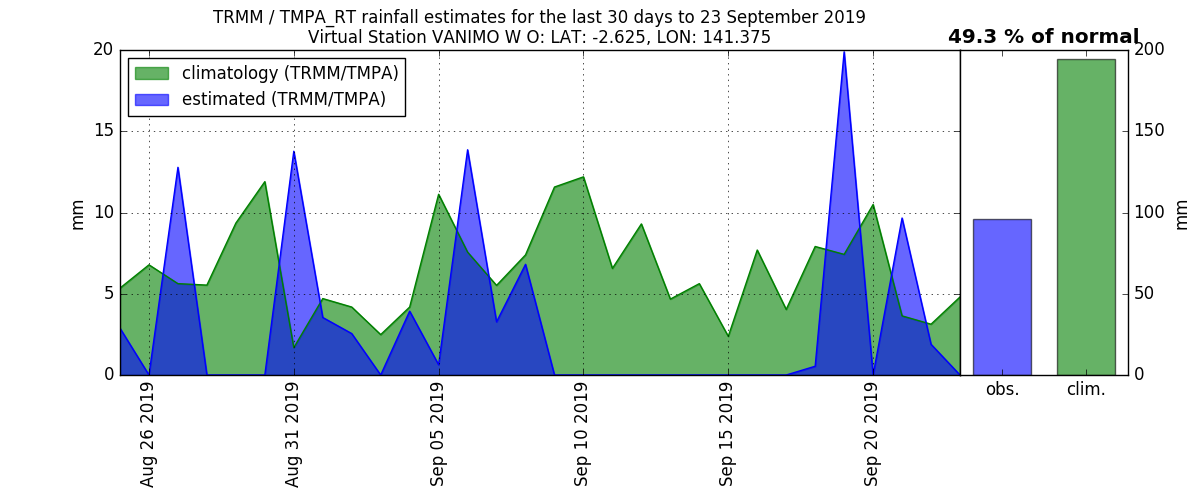 TRMM / TMPA_RT rainfall estimates for the last 30 days to 23 September 2019
Virtual Station VANIMO W O: LAT: -2.625, LON: 141.375
49.3 % of normal
climatology (TRMM/TMPA)
estimated (TRMM/TMPA)
20
15
10
5
0
mm
Aug 26 2019
Aug 31 2019
Sep 05 2019
Sep 10 2019
Sep 15 2019
Sep 20 2019
200
150
100
50
0
mm
obs.
clim.